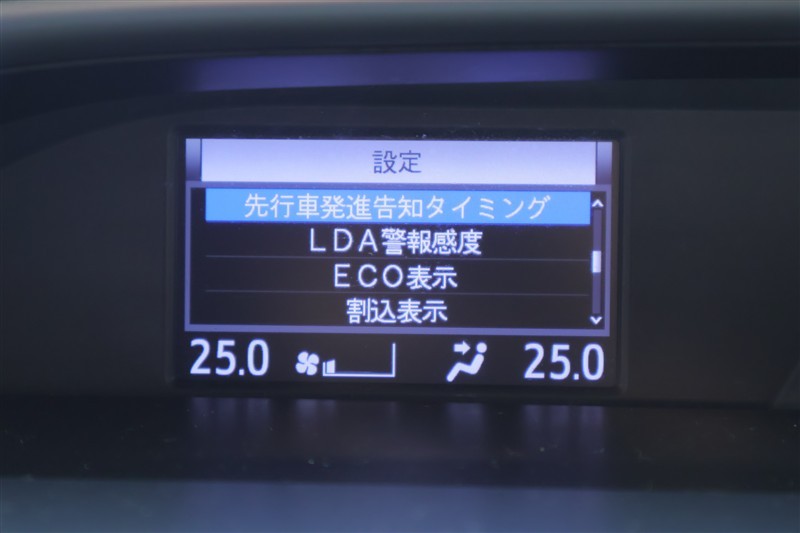 設定
先行車発進告知タイミング
ＬＤＡ警報感度
ＥＣＯ表示
割込表示
25.0 25.0